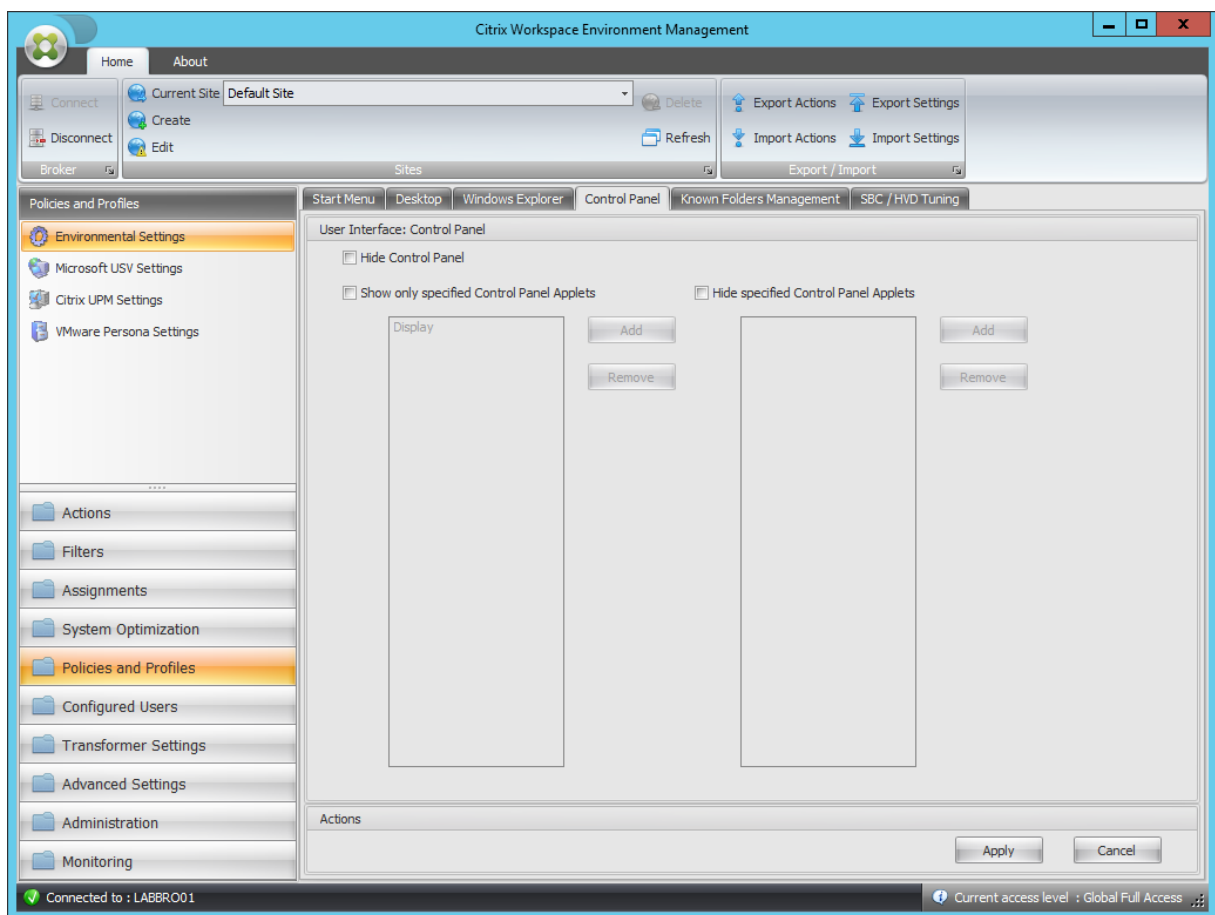 Citrix Workspace Environment Management
Home About
Connect
Disconnect
Broker
Current Site Default Site
Create
Edit
Delete
Refresh
Sites
Export Actions Export Settings
Import Actions Import Settings
Export / Import
Policies and Profiles
Environmental Settings
Microsoft USV Settings
Citrix UPM Settings
VMware Persona Settings
Actions
Filters
Assignments
System Optimization
Policies and Profiles
Configured Users
Transformer Settings
Advanced Settings
Administration
Monitoring
Start Menu Desktop Windows Explorer Control Panel Known Folders Management SBC / HVD Tuning
User Interface: Control Panel
Hide Control Panel
Show only specified Control Panel Applets Hide specified Control Panel Applets
Display Add Add
Remove Remove
Actions
Apply Cancel
Connected to : LABBRO01 Current access level : Global Full Access